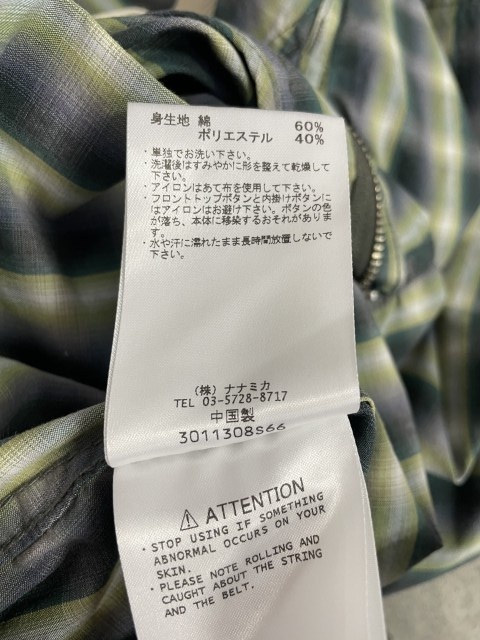 身生地 綿 60%
ポリエステル 40%
・単独でお洗い下さい。
・洗濯後はすみやかに形を整えて乾燥して
下さい。
・アイロンはあて布を使用して下さい。
・フロントトップボタンと内掛けボタンに
はアイロンはお避け下さい。ボタンの色
が落ち、本体に移染するおそれがありま
す。
・水や汗に濡れたまま長時間放置しないで
下さい。
(株) ナナミカ
TEL 03-5728-8717
中国製
3011308s66
⚠ ATTENTION
・STOP USING IF SOMETHING
ABNORMAL OCCURS ON YOUR
SKIN.
・PLEASE NOTE ROLLING AND
CAUGHT ABOUT THE STRING
AND THE BELT.